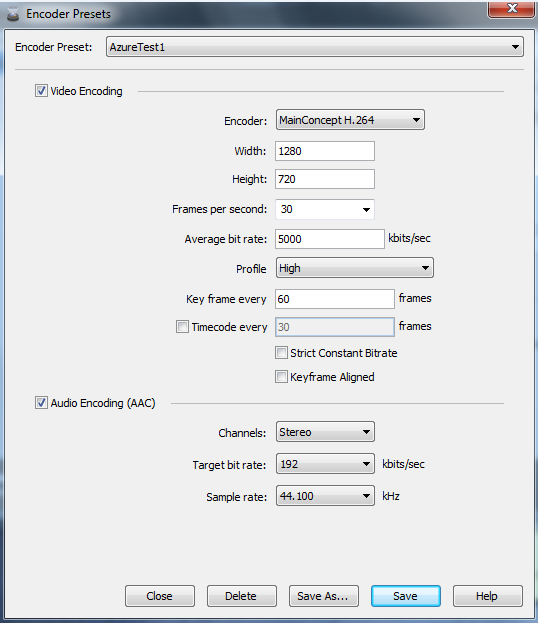 Encoder Presets
Encoder Preset: AzureTest1
Video Encoding
Encoder: MainConcept H.264
Width: 1280
Height: 720
Frames per second: 30
Average bit rate: 5000 kbits/sec
Profile High
Key frame every 60 frames
Timecode every 30 frames
Strict Constant Bitrate
Keyframe Aligned
Audio Encoding (AAC)
Channels: Stereo
Target bit rate: 192 kbits/sec
Sample rate: 44.100 kHz
Close Delete Save As... Save Help